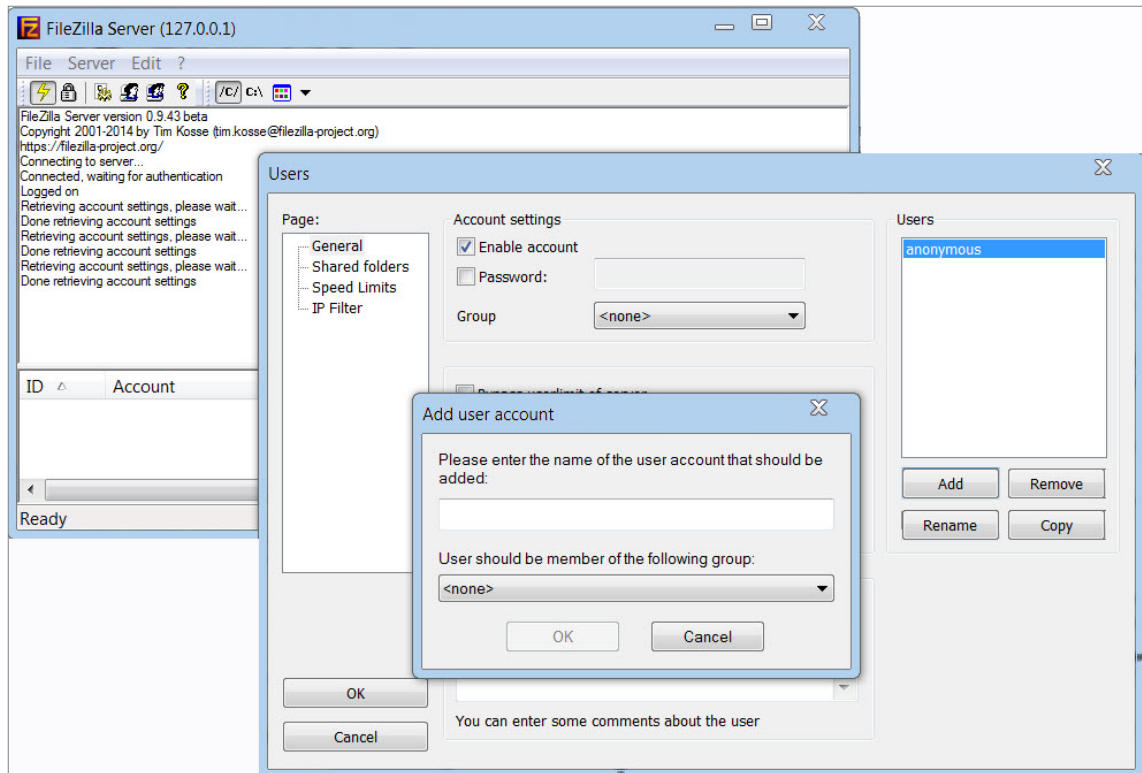 FileZilla Server (127.0.0.1)
File Server Edit ?
/C/ C:\
FileZilla Server version 0.9.43 beta
Copyright 2001-2014 by Tim Kosse (tim.kosse@filezilla-project.org)
https://filezilla-project.org/
Connecting to server...
Connected, waiting for authentication
Logged on
Retrieving account settings, please wait...
Done retrieving account settings
Retrieving account settings, please wait...
Done retrieving account settings
Retrieving account settings, please wait...
Done retrieving account settings
ID Account
Ready
Users
Page:
General
Shared folders
Speed Limits
IP Filter
OK
Cancel
Account settings
Enable account
Password:
Group <none>
Bypass userlimit of server
Add user account
Please enter the name of the user account that should be
added:
User should be member of the following group:
<none>
OK Cancel
You can enter some comments about the user
Users
anonymous
Add Remove
Rename Copy